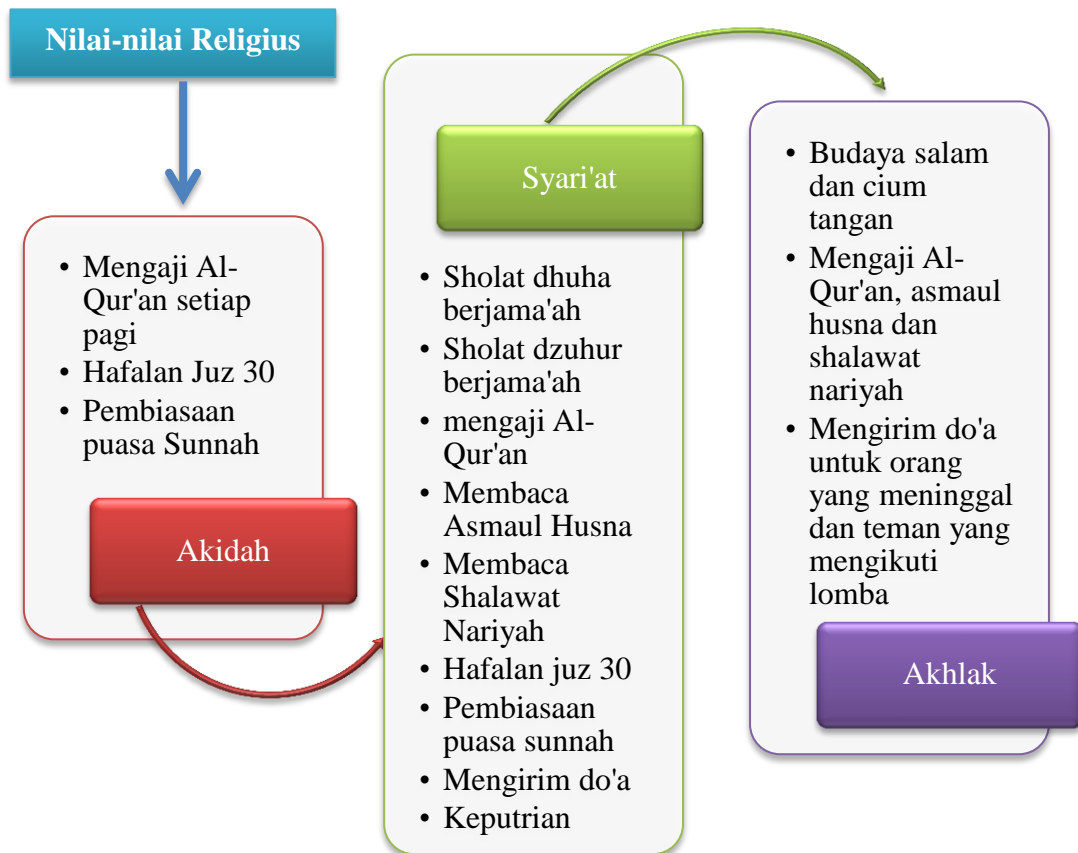 Nilai-nilai Religius
• Mengaji Al-
Qur'an setiap
pagi
• Hafalan Juz 30
• Pembiasaan
puasa Sunnah
Akidah
Syari'at
• Sholat dhuha
berjama'ah
• Sholat dzuhur
berjama'ah
• mengaji Al-
Qur'an
• Membaca
Asmaul Husna
• Membaca
Shalawat
Nariyah
• Hafalan juz 30
• Pembiasaan
puasa sunnah
• Mengirim do'a
• Keputrian
• Budaya salam
dan cium
tangan
• Mengaji Al-
Qur'an, asmaul
husna dan
shalawat
nariyah
• Mengirim do'a
untuk orang
yang meninggal
dan teman yang
mengikuti
lomba
Akhlak